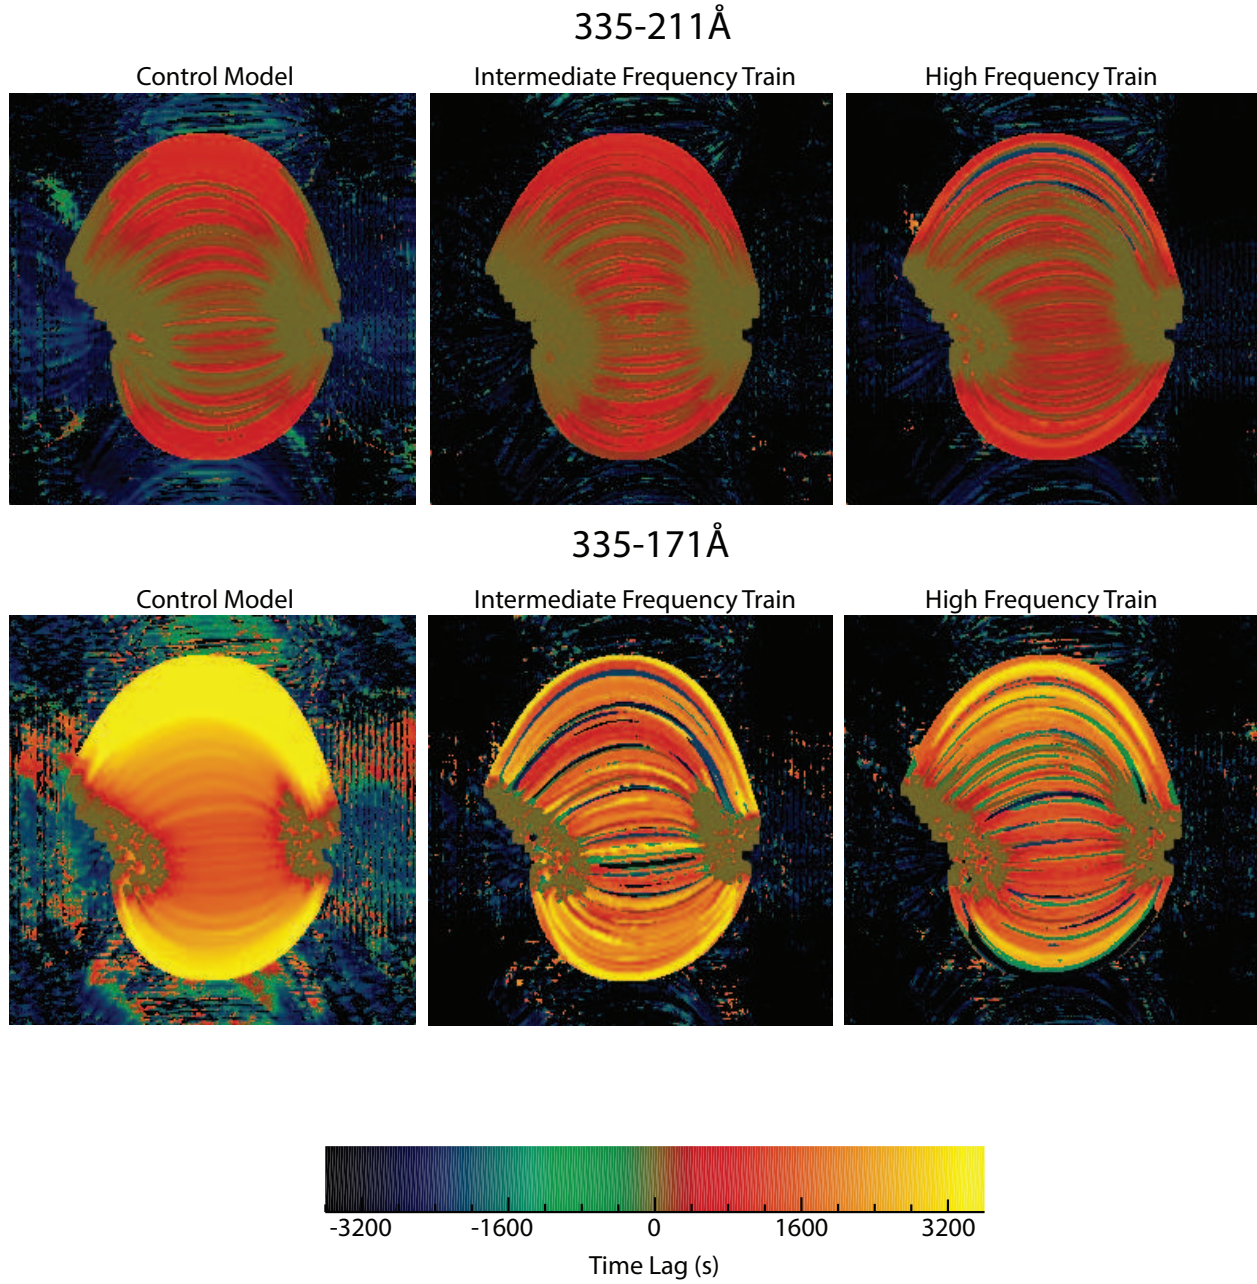 335-211Å
Control Model Intermediate Frequency Train High Frequency Train
335-171Å
Control Model Intermediate Frequency Train High Frequency Train
-3200 -1600 0 1600 3200
Time Lag (s)